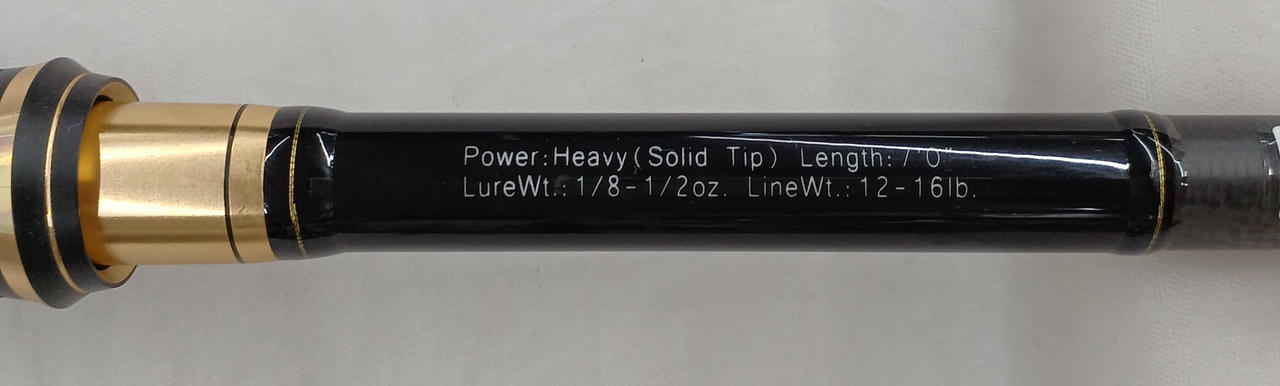 Power:Heavy(Solid Tip) Length:7'0"
LureWt.:1/8-1/2oz. LineWt.:12-16lb.